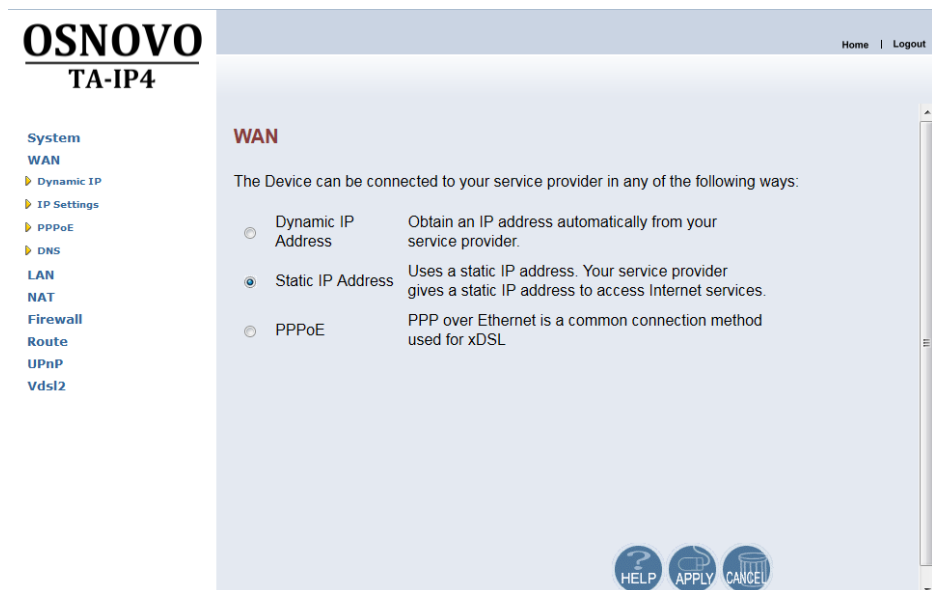 OSNOVO
TA-IP4
Home | Logout
System
WAN
Dynamic IP
IP Settings
PPPoE
DNS
LAN
NAT
Firewall
Route
UPnP
Vdsl2
WAN
The Device can be connected to your service provider in any of the following ways:
Dynamic IP
Address
Obtain an IP address automatically from your
service provider.
Static IP Address
Uses a static IP address. Your service provider
gives a static IP address to access Internet services.
PPPoE
PPP over Ethernet is a common connection method
used for xDSL
HELP APPLY CANCEL